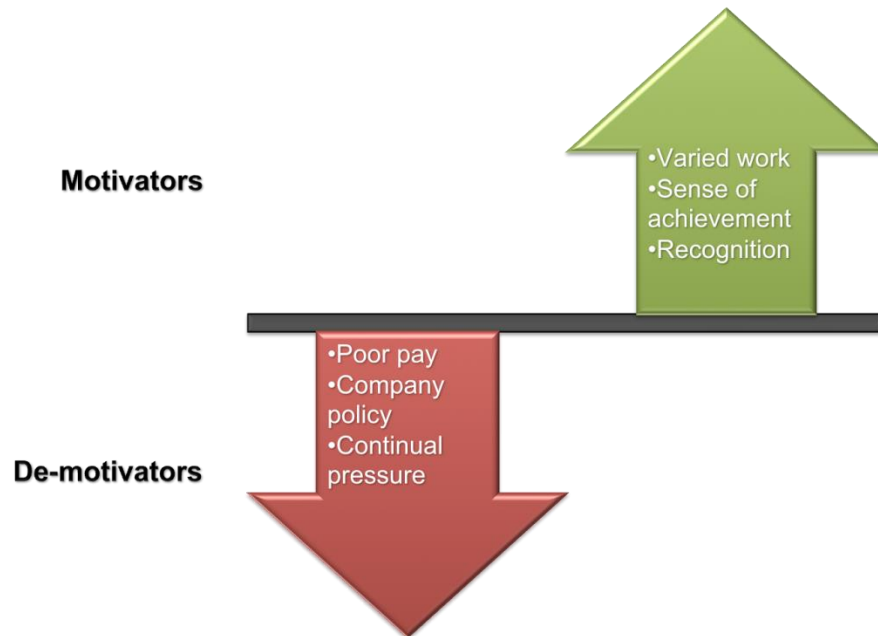 Motivators
•Varied work
•Sense of
achievement
•Recognition
•Poor pay
•Company
policy
•Continual
pressure
De-motivators